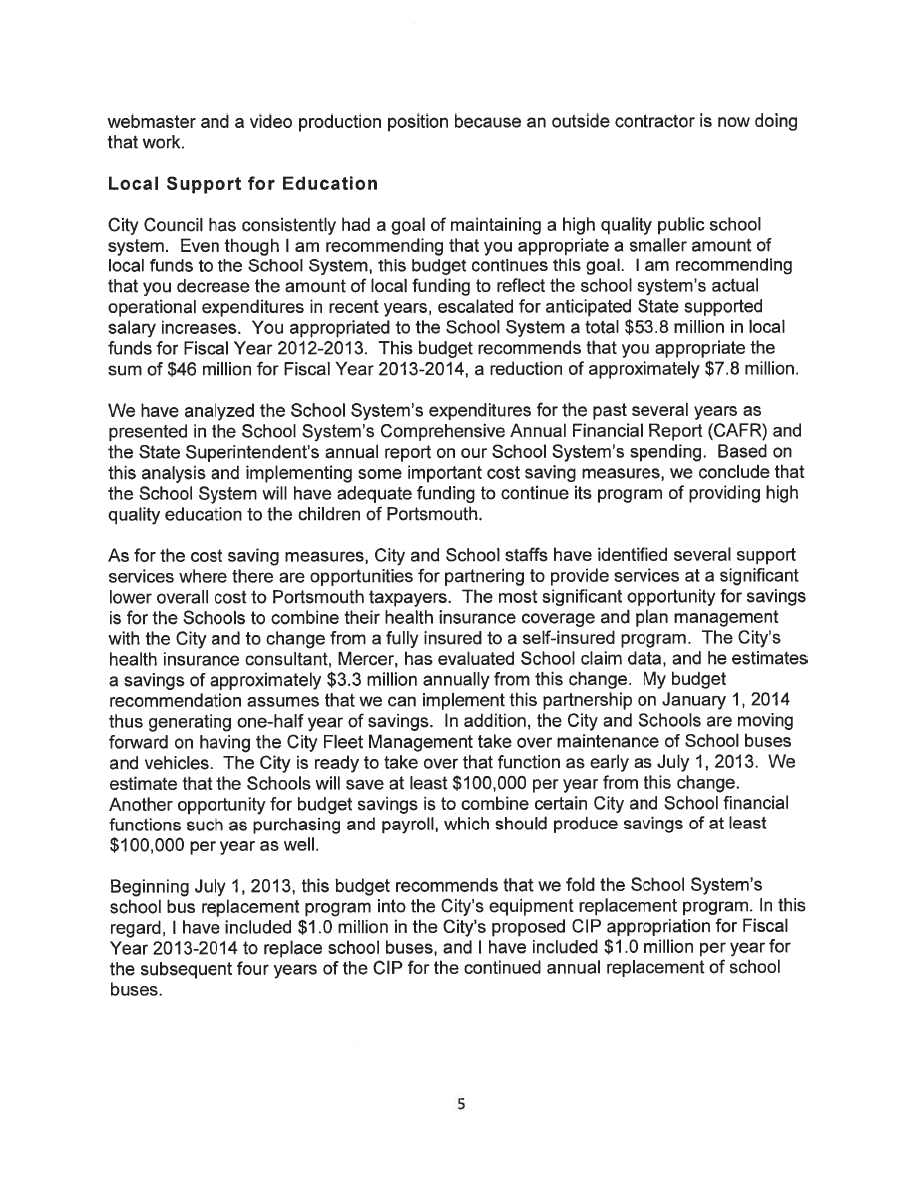 webmaster and a video production position because an outside contractor is now doing
that work.
Local Support for Education
City Council has consistently had a goal of maintaining a high quality public school
system. Even though I am recommending that you appropriate a smaller amount of
local funds to the School System, this budget continues this goal. I am recommending
that you decrease the amount of local funding to reflect the school system's actual
operational expenditures in recent years, escalated for anticipated State supported
salary increases. You appropriated to the School System a total $53.8 million in local
funds for Fiscal Year 2012-2013. This budget recommends that you appropriate the
sum of $46 million for Fiscal Year 2013-2014, a reduction of approximately $7.8 million.
We have analyzed the School System's expenditures for the past several years as
presented in the School System's Comprehensive Annual Financial Report (CAFR) and
the State Superintendent's annual report on our School System's spending. Based on
this analysis and implementing some important cost saving measures, we conclude that
the School System will have adequate funding to continue its program of providing high
quality education to the children of Portsmouth.
As for the cost saving measures, City and School staffs have identified several support
services where there are opportunities for partnering to provide services at a significant
lower overall cost to Portsmouth taxpayers. The most significant opportunity for savings
is for the Schools to combine their health insurance coverage and plan management
with the City and to change from a fully insured to a self-insured program. The City's
health insurance consultant, Mercer, has evaluated School claim data, and he estimates
a savings of approximately $3.3 million annually from this change. My budget
recommendation assumes that we can implement this partnership on January 1, 2014
thus generating one-half year of savings. In addition, the City and Schools are moving
forward on having the City Fleet Management take over maintenance of School buses
and vehicles. The City is ready to take over that function as early as July 1, 2013. We
estimate that the Schools will save at least $100,000 per year from this change.
Another opportunity for budget savings is to combine certain City and School financial
functions such as purchasing and payroll, which should produce savings of at least
$100,000 per year as well.
Beginning July 1, 2013, this budget recommends that we fold the School System's
school bus replacement program into the City's equipment replacement program. In this
regard, I have included $1.0 million in the City's proposed CIP appropriation for Fiscal
Year 2013-2014 to replace school buses, and I have included $1.0 million per year for
the subsequent four years of the CIP for the continued annual replacement of school
buses.
5